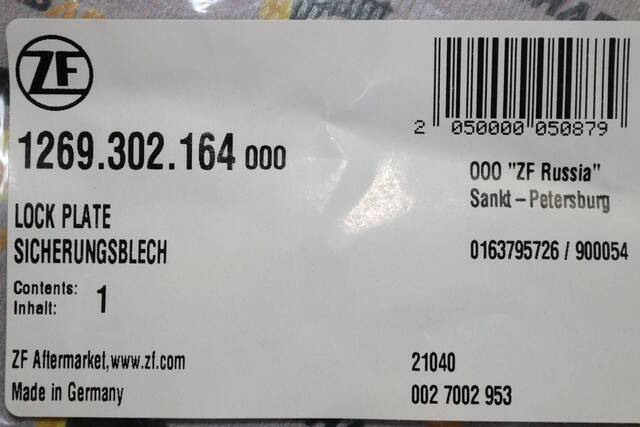 ZF
2 050000 050879
1269.302.164 000
OOO "ZF Russia"
Sankt-Petersburg
LOCK PLATE
SICHERUNGSBLECH
0163795726 / 900054
Contents:
Inhalt: 1
ZF Aftermarket,www.zf.com
21040
Made in Germany
002 7002 953